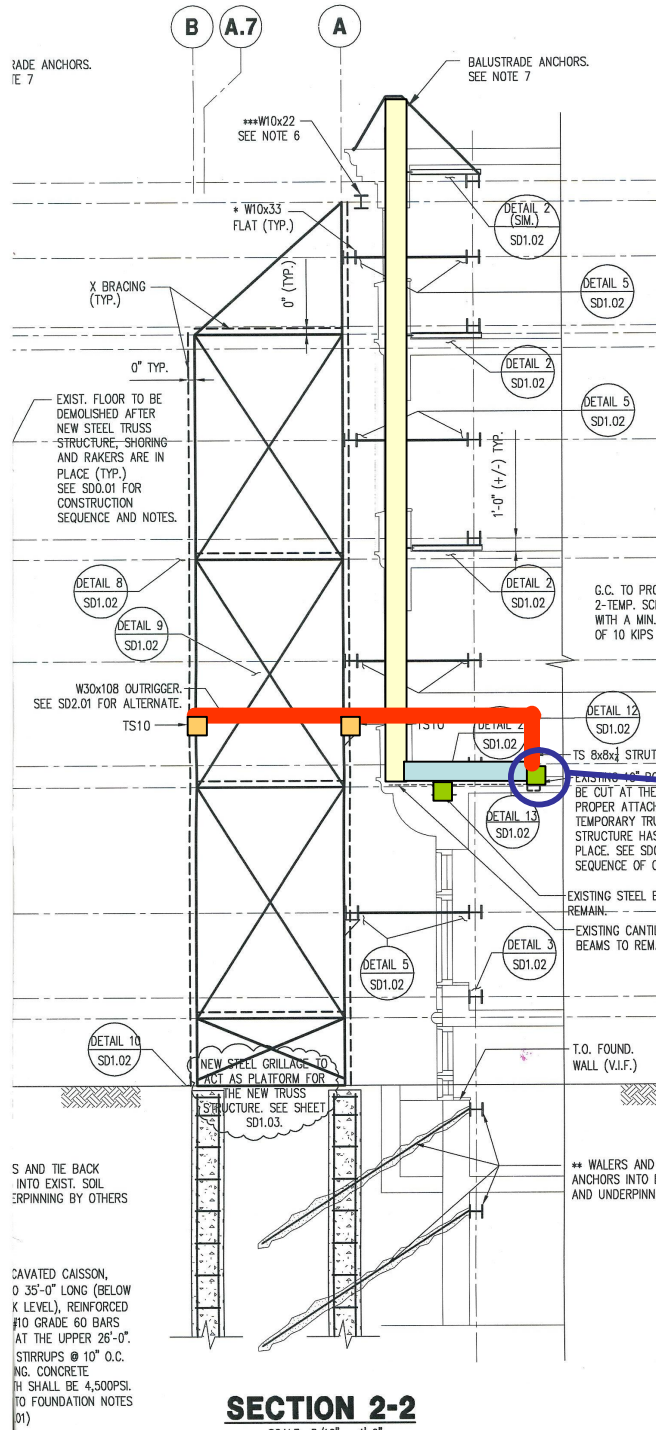 B
A.7
A
RADE ANCHORS.
TE 7
BALUSTRADE ANCHORS.
SEE NOTE 7
***W10x22
SEE NOTE 6
* W10x33
FLAT (TYP.)
DETAIL 2
(SIM.)
SD1.02
X BRACING
(TYP.)
0" (TYP.)
DETAIL 5
SD1.02
0" TYP.
DETAIL 2
SD1.02
EXIST. FLOOR TO BE
DEMOLISHED AFTER
NEW STEEL TRUSS
STRUCTURE, SHORING
AND RAKERS ARE IN
PLACE (TYP.)
SEE SD0.01 FOR
CONSTRUCTION
SEQUENCE AND NOTES.
DETAIL 5
SD1.02
1'-0" (+/-) TYP.
DETAIL 8
SD1.02
DETAIL 2
SD1.02
G.C. TO PRO
2-TEMP. SC
WITH A MIN.
OF 10 KIPS
DETAIL 9
SD1.02
W30x108 OUTRIGGER.
SEE SD2.01 FOR ALTERNATE.
TS10
TS10
DETAIL 2
SD1.02
DETAIL 12
SD1.02
TS 8x8x STRUT
EXISTING
BE CUT AT THE
PROPER ATTACH
TEMPORARY TRU
STRUCTURE HAS
PLACE. SEE SD0
SEQUENCE OF C
DETAIL 13
SD1.02
EXISTING STEEL B
REMAIN.
EXISTING CANTIL
BEAMS TO REM
DETAIL 5
SD1.02
DETAIL 3
SD1.02
DETAIL 10
SD1.02
NEW STEEL GRILLAGE TO
ACT AS PLATFORM FOR
THE NEW TRUSS
STRUCTURE. SEE SHEET
SD1.03.
T.O. FOUND.
WALL (V.I.F.)
S AND TIE BACK
INTO EXIST. SOIL
ERPINNING BY OTHERS
** WALERS AND
ANCHORS INTO
AND UNDERPINN
CAVATED CAISSON,
O 35'-0" LONG (BELOW
K LEVEL), REINFORCED
#10 GRADE 60 BARS
AT THE UPPER 26'-0".
STIRRUPS @ 10" O.C.
NG. CONCRETE
TH SHALL BE 4,500PSI.
TO FOUNDATION NOTES
.01)
SECTION 2-2